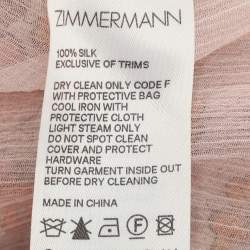 ZIMMERMANN
100% SILK
EXCLUSIVE OF TRIMS
DRY CLEAN ONLY CODE F
WITH PROTECTIVE BAG
COOL IRON WITH
PROTECTIVE CLOTH
LIGHT STEAM ONLY
DO NOT SPOT CLEAN
COVER AND PROTECT
HARDWARE
TURN GARMENT INSIDE OUT
BEFORE DRY CLEANING
MADE IN CHINA
F